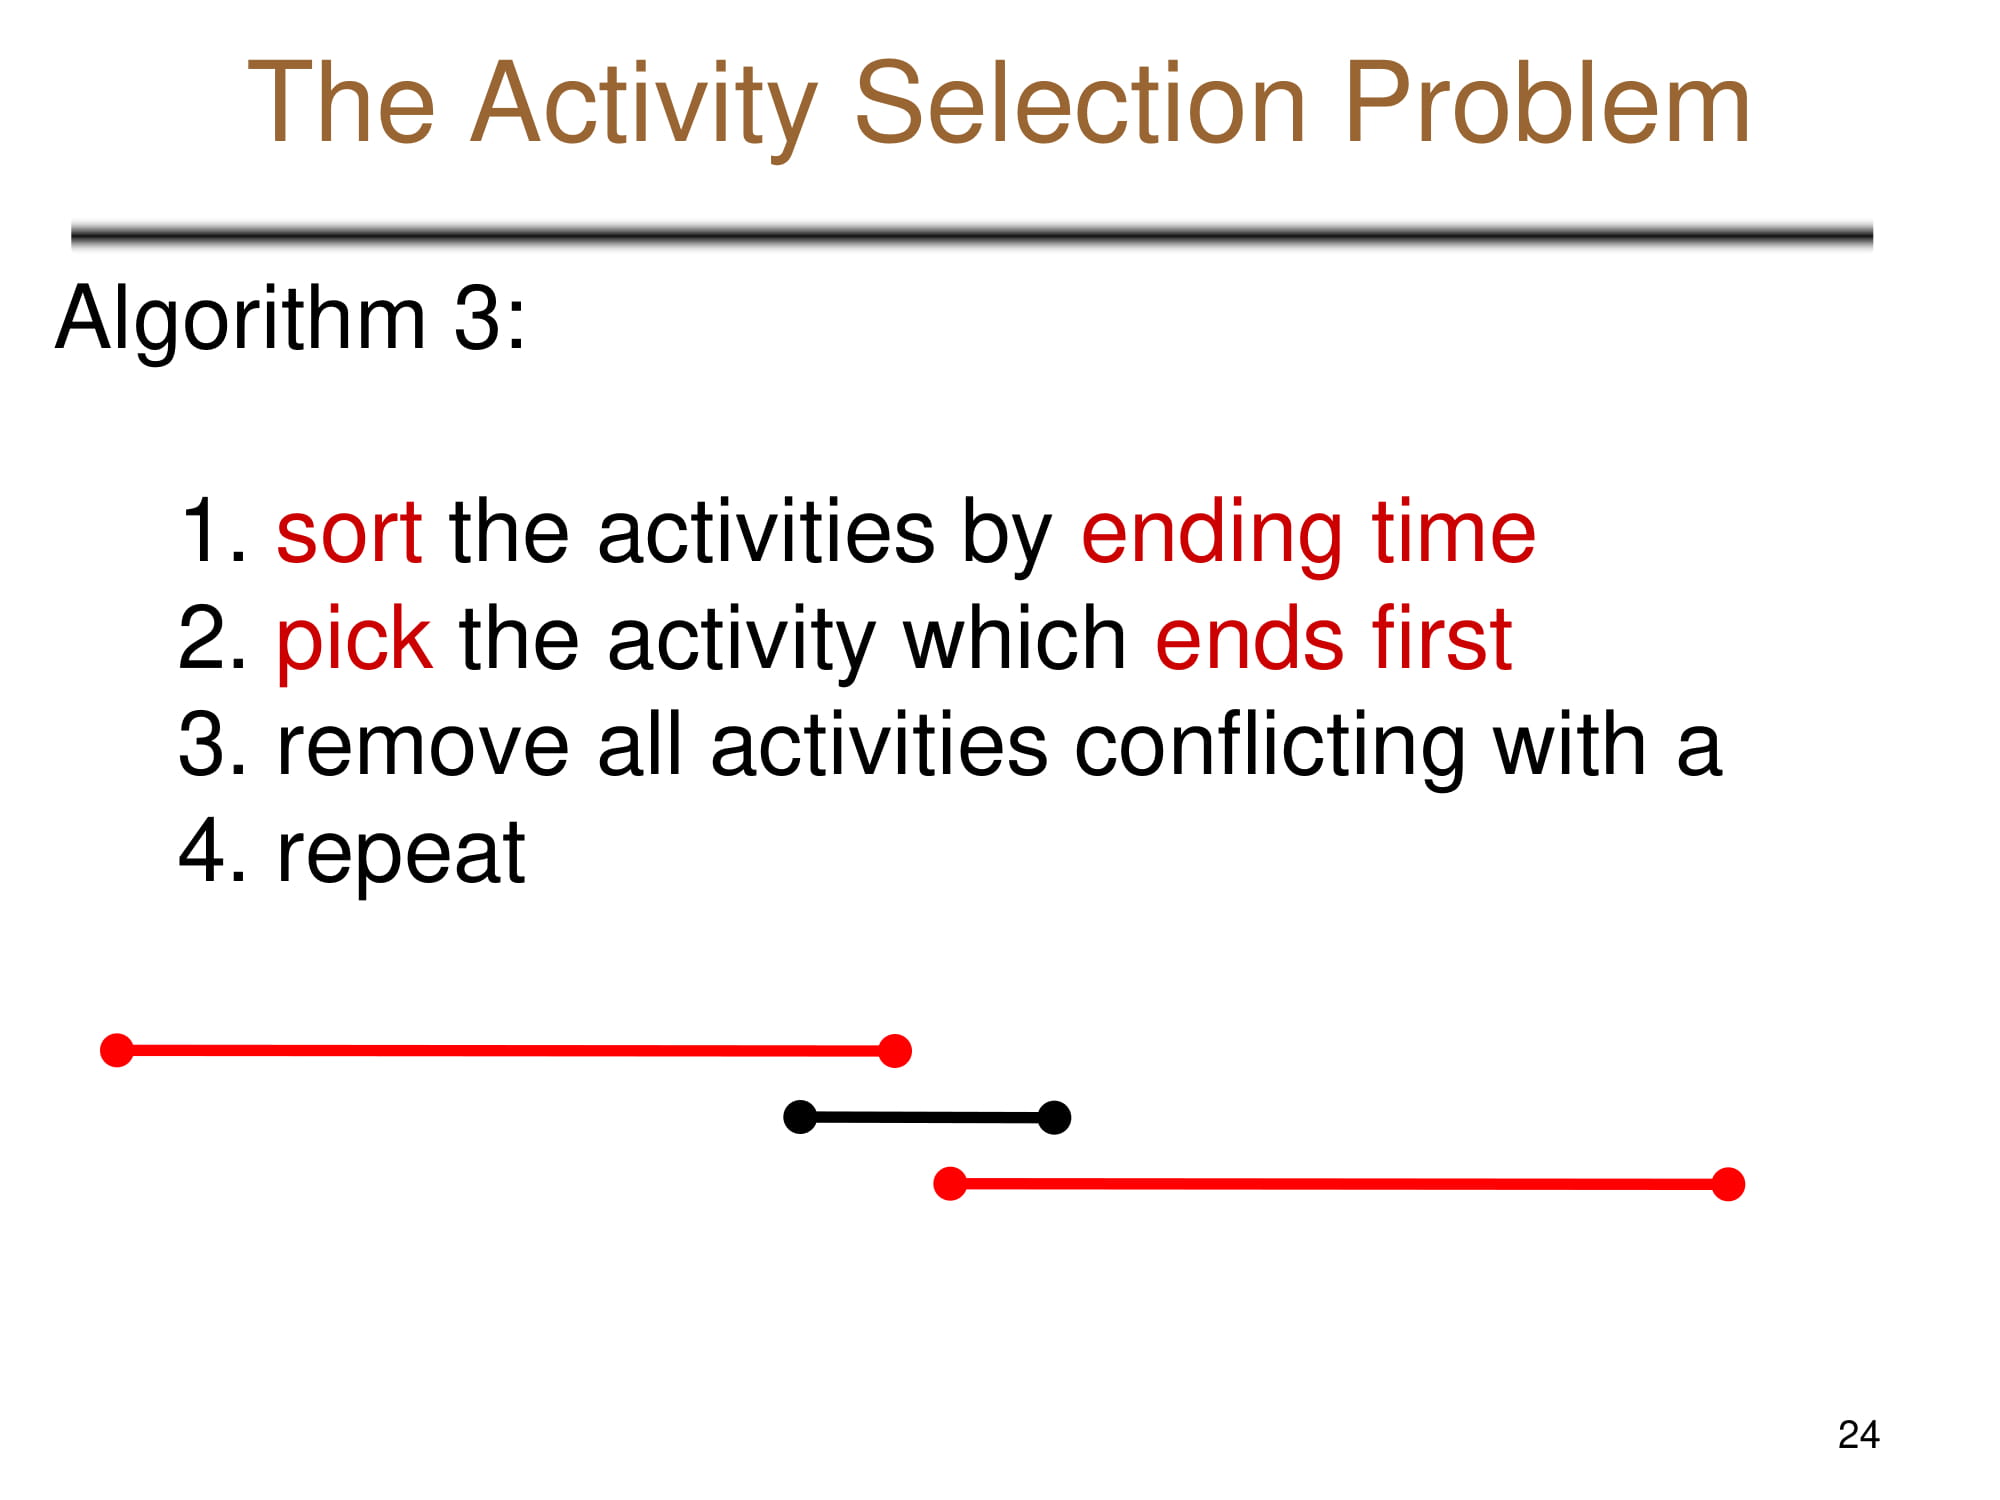 The Activity Selection Problem
Algorithm 3:
1. sort the activities by ending time
2. pick the activity which ends first
3. remove all activities conflicting with a
4. repeat
24